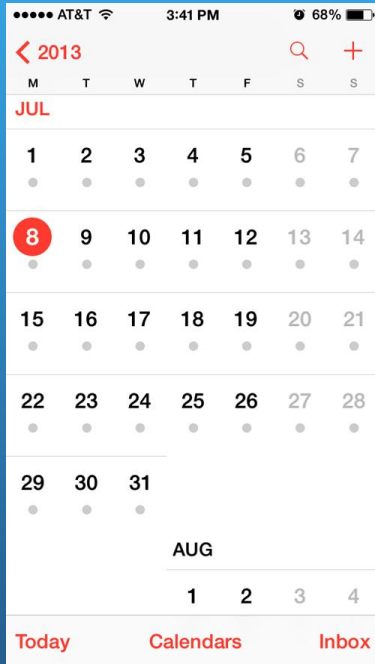 AT&T 3:41 PM 68%
2013
M T W T F S S
JUL
1 2 3 4 5 6 7
8 9 10 11 12 13 14
15 16 17 18 19 20 21
22 23 24 25 26 27 28
29 30 31
AUG
1 2 3 4
Today Calendars Inbox